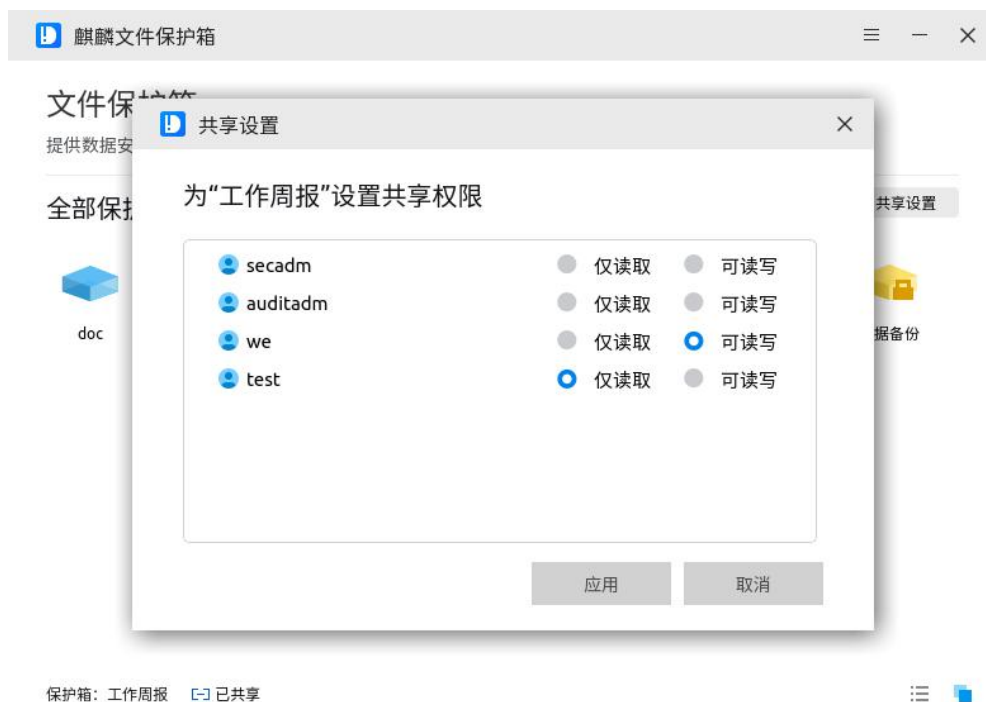 麒麟文件保护箱
文件保
提供数据安
共享设置
为“工作周报”设置共享权限
全部保
共享设置
secadm 仅读取 可读写
auditadm 仅读取 可读写
we 仅读取 可读写
test 仅读取 可读写
doc
据备份
应用 取消
保护箱：工作周报 已共享